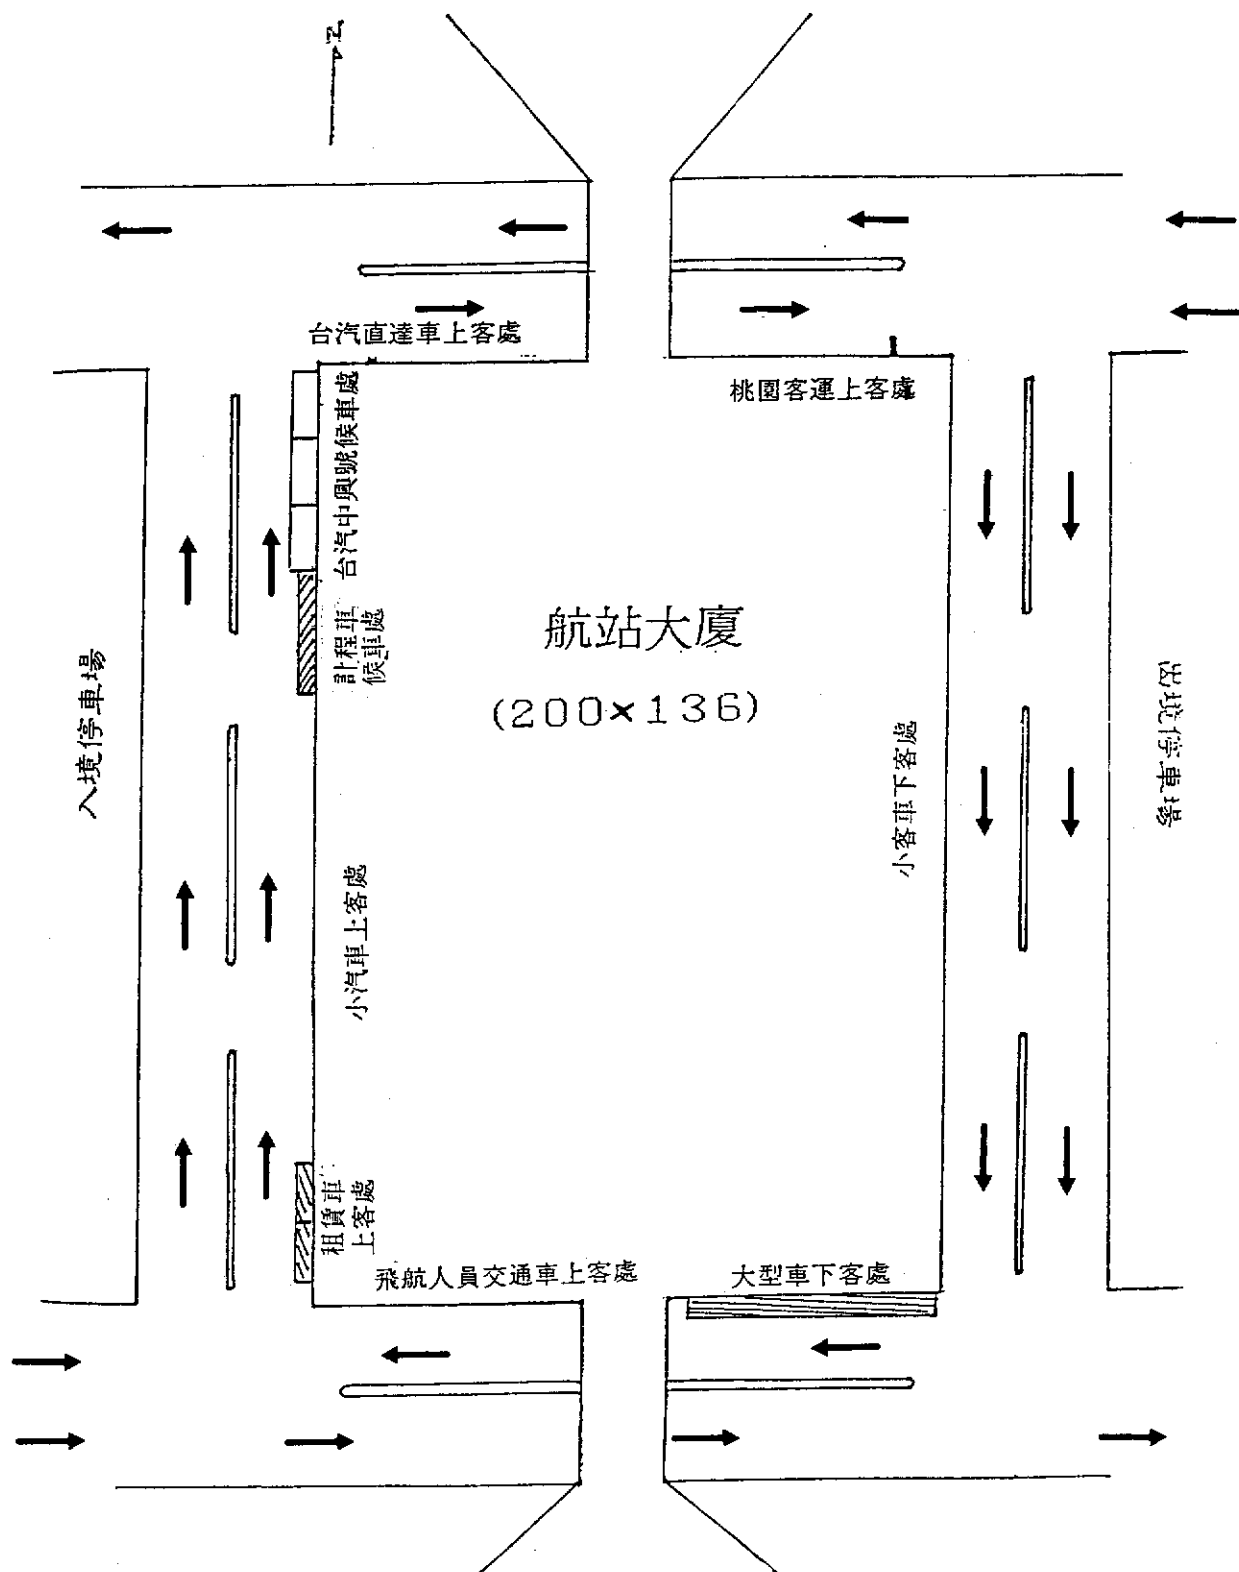 N
台汽直達車上客處
桃園客運上客處
台汽中興號候車處
計程車
候車處
航站大廈
(200×136)
入境停車場
出境停車場
小客車下客處
小汽車上客處
租賃車
上客處
飛航人員交通車上客處
大型車下客處